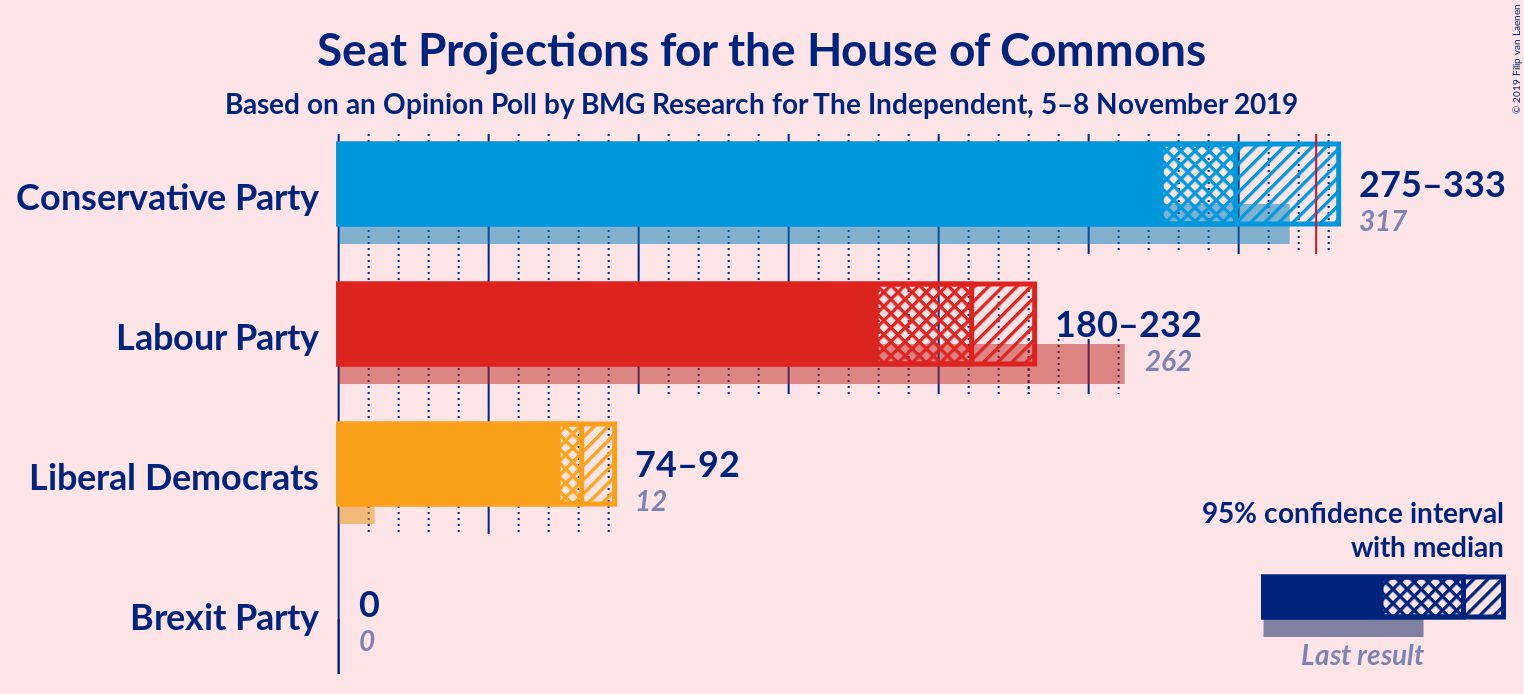 Seat Projections for the House of Commons
Based on an Opinion Poll by BMG Research for The Independent, 5–8 November 2019
© 2019 Filip van Laenen
Conservative Party
275–333
317
Labour Party
180–232
262
Liberal Democrats
74–92
12
Brexit Party
0
0
95% confidence interval
with median
Last result